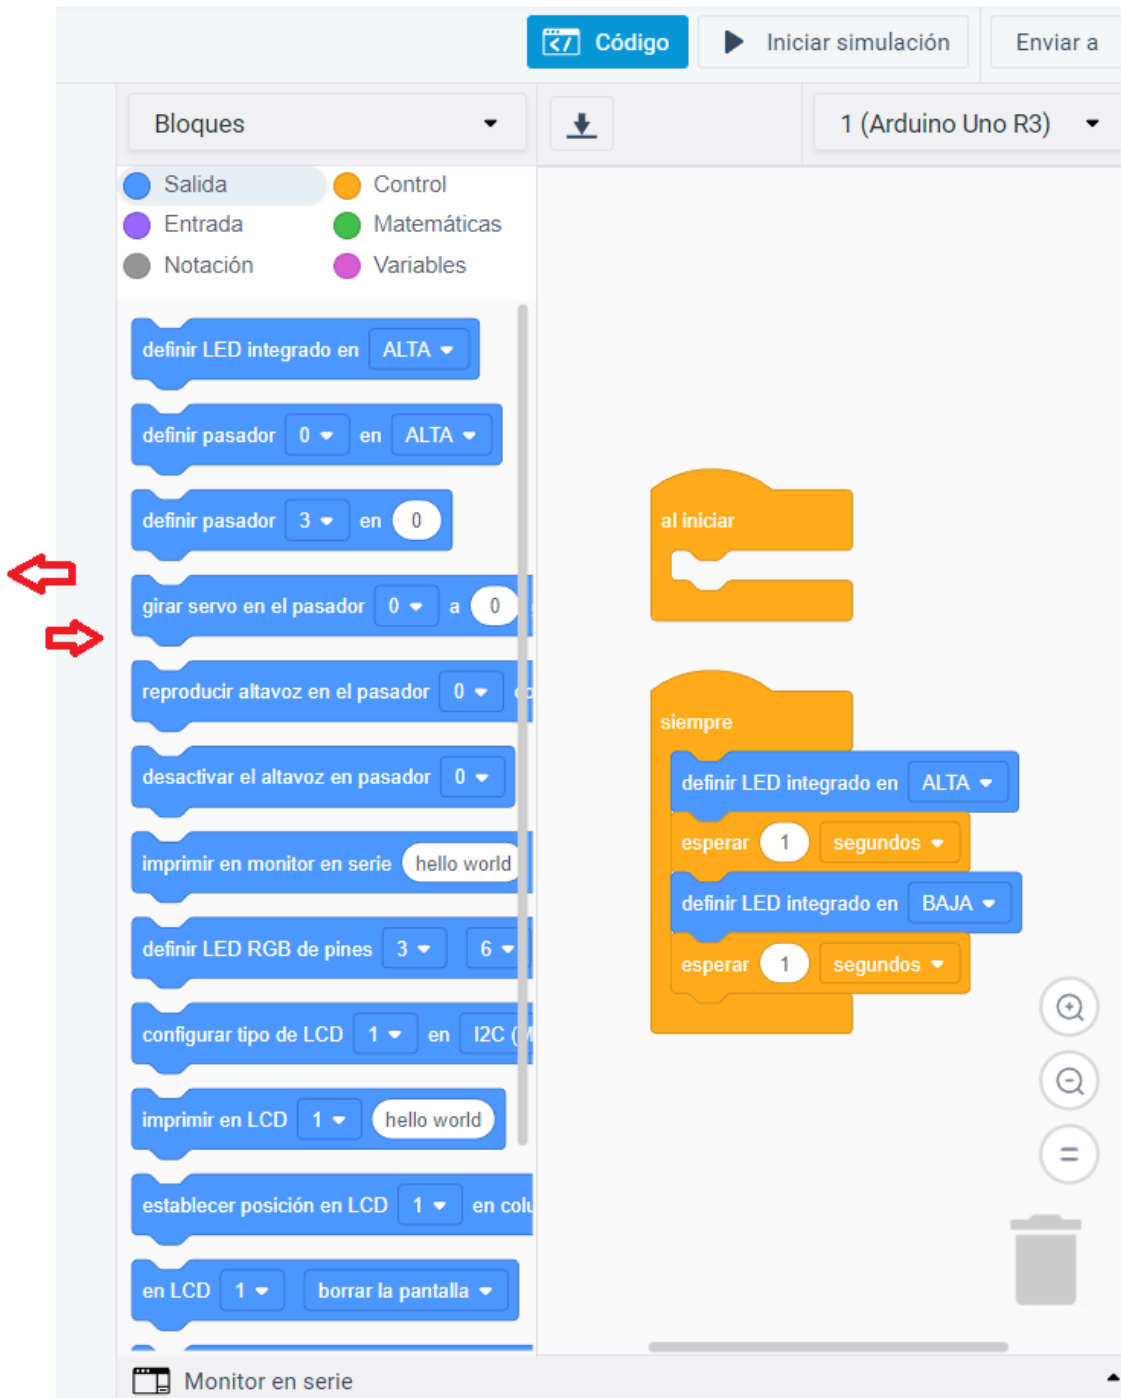 Código
Iniciar simulación
Enviar a
Bloques
1 (Arduino Uno R3)
Salida
Control
Entrada
Matemáticas
Notación
Variables
definir LED integrado en ALTA
definir pasador 0 en ALTA
definir pasador 3 en 0
girar servo en el pasador 0 a 0
reproducir altavoz en el pasador 0
desactivar el altavoz en pasador 0
imprimir en monitor en serie hello world
definir LED RGB de pines 3 6
configurar tipo de LCD 1 en I2C (M
imprimir en LCD 1 hello world
establecer posición en LCD 1 en colu
en LCD 1 borrar la pantalla
al iniciar
siempre
definir LED integrado en ALTA
esperar 1 segundos
definir LED integrado en BAJA
esperar 1 segundos
Monitor en serie